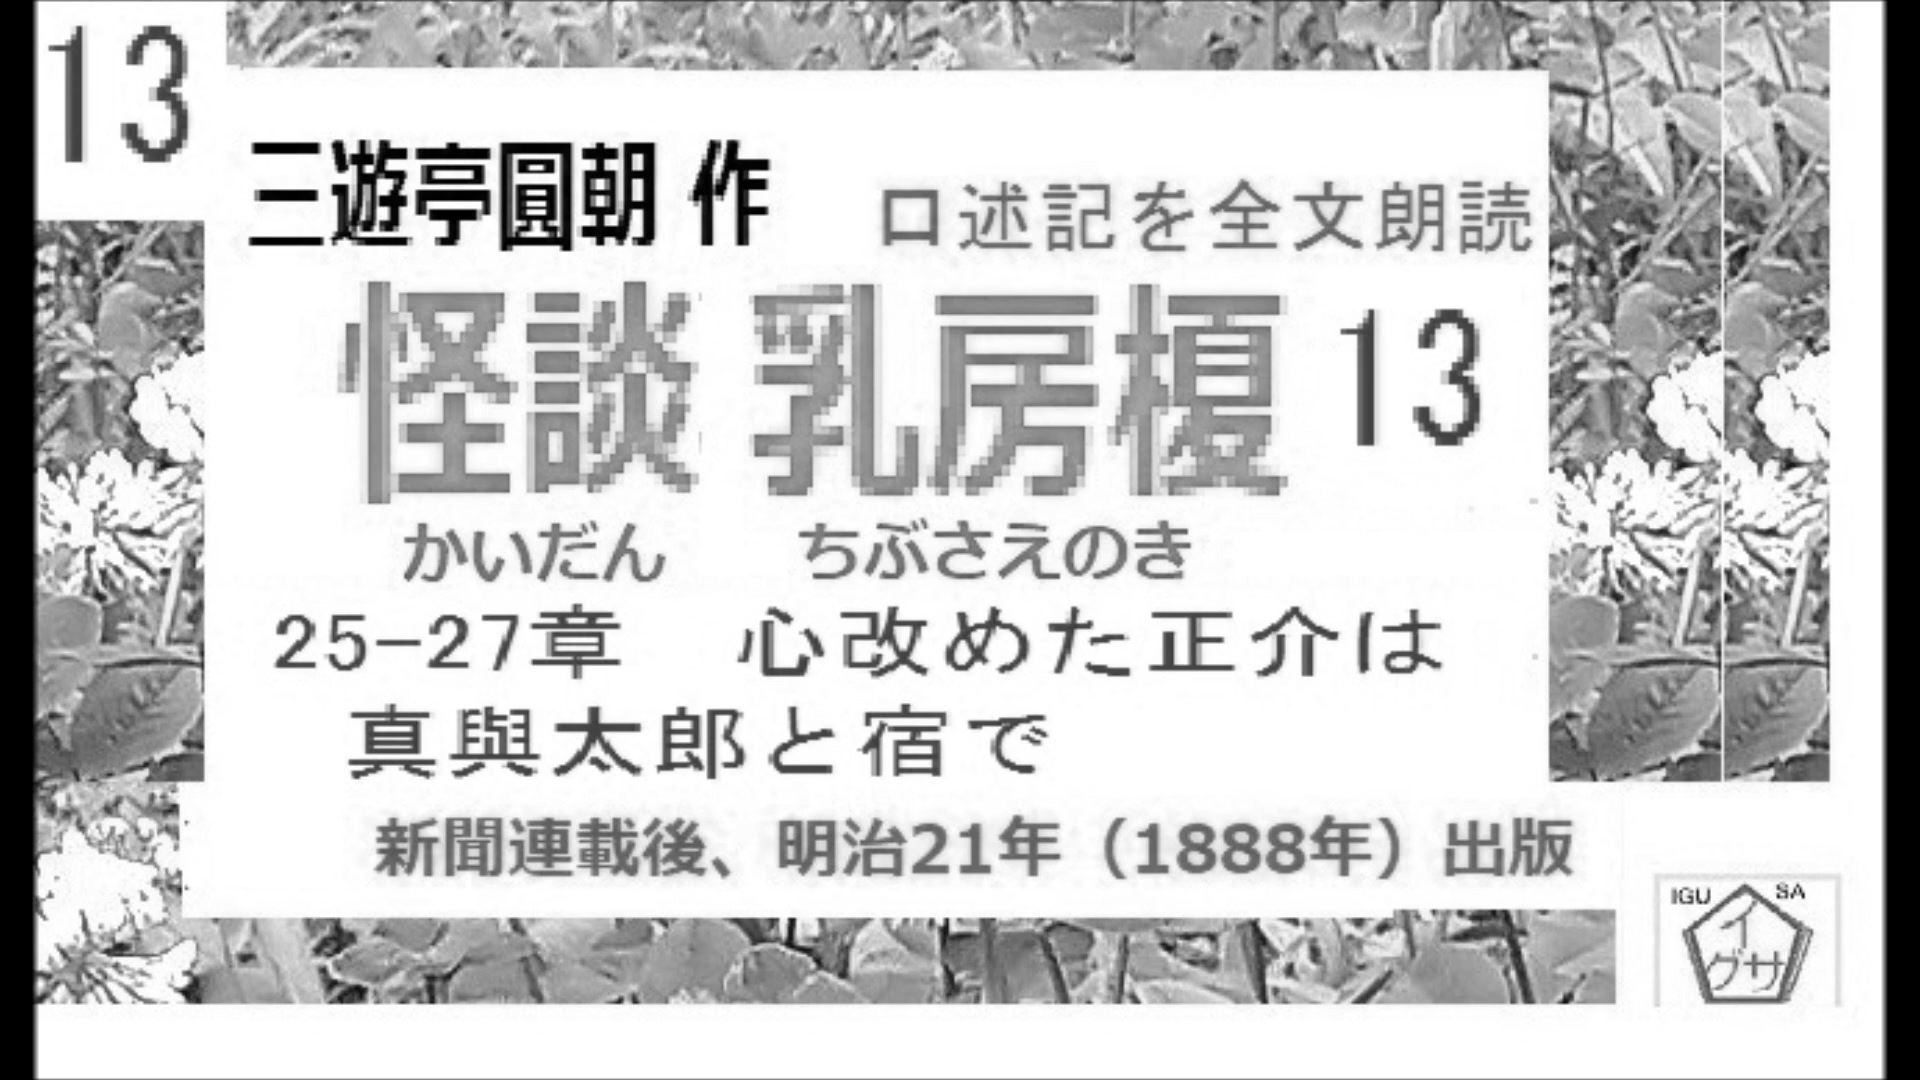 13
三遊亭圓朝 作 口述記を全文朗読
怪談 乳房榎 13
かいだん ちぶさえのき
25-27章 心改めた正介は
真與太郎と宿で
新聞連載後、明治21年（1888年）出版
IGU SA
イ
グサ